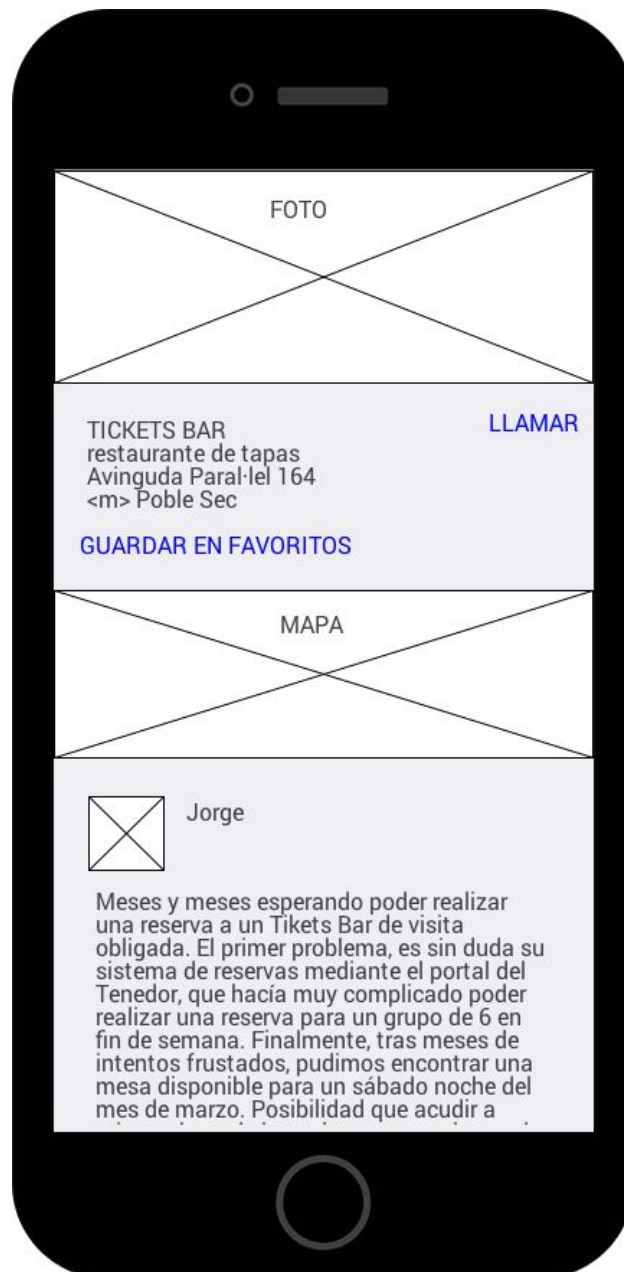 FOTO
TICKETS BAR
LLAMAR
restaurante de tapas
Avinguda Paral·lel 164
<m> Poble Sec
GUARDAR EN FAVORITOS
MAPA
Jorge
Meses y meses esperando poder realizar
una reserva a un Tikets Bar de visita
obligada. El primer problema, es sin duda su
sistema de reservas mediante el portal del
Tenedor, que hacía muy complicado poder
realizar una reserva para un grupo de 6 en
fin de semana. Finalmente, tras meses de
intentos frustados, pudimos encontrar una
mesa disponible para un sábado noche del
mes de marzo. Posibilidad que acudir a